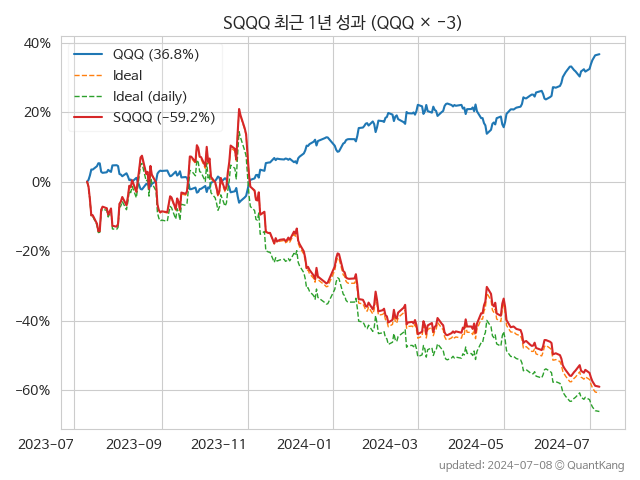 SQQQ 최근 1년 성과 (QQQ × −3)
QQQ (36.8%)
Ideal
Ideal (daily)
SQQQ (−59.2%)
40%
20%
0%
−20%
−40%
−60%
2023-07 2023-09 2023-11 2024-01 2024-03 2024-05 2024-07
updated: 2024-07-08 © QuantKang